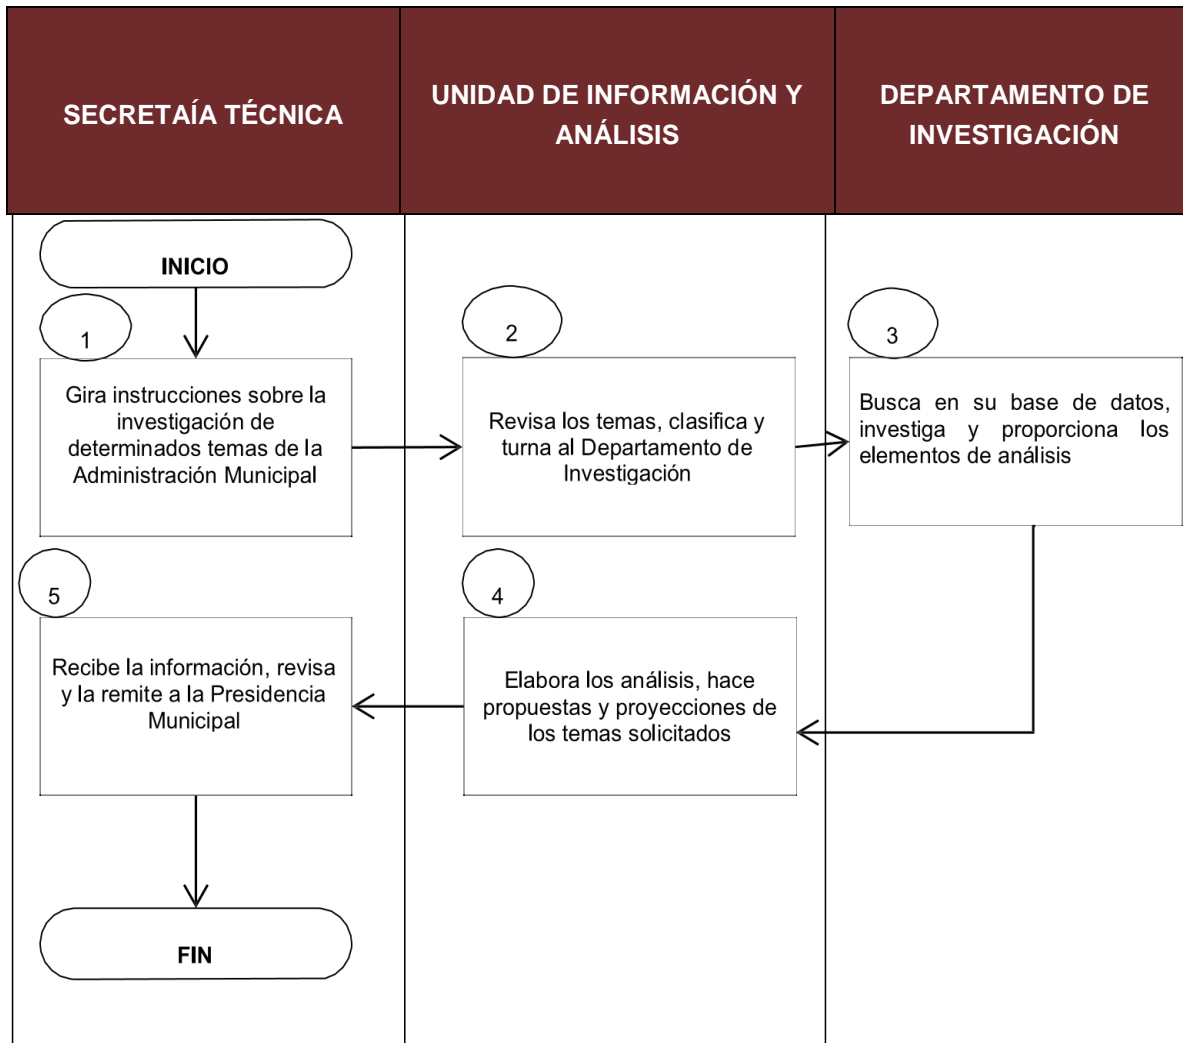 SECRETAÍA TÉCNICA
UNIDAD DE INFORMACIÓN Y
ANÁLISIS
DEPARTAMENTO DE
INVESTIGACIÓN
INICIO
1
Gira instrucciones sobre la
investigación de
determinados temas de la
Administración Municipal
2
Revisa los temas, clasifica y
turna al Departamento de
Investigación
3
Busca en su base de datos,
investiga y proporciona los
elementos de análisis
4
Elabora los análisis, hace
propuestas y proyecciones de
los temas solicitados
5
Recibe la información, revisa
y la remite a la Presidencia
Municipal
FIN